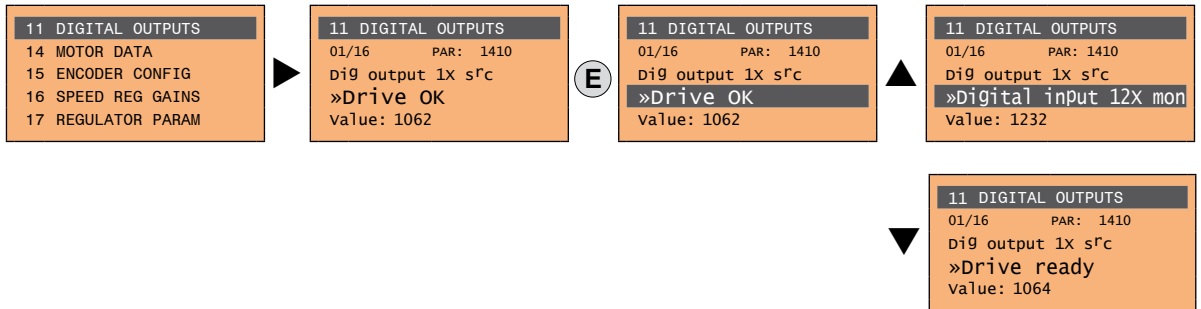 11 DIGITAL OUTPUTS
14 MOTOR DATA
15 ENCODER CONFIG
16 SPEED REG GAINS
17 REGULATOR PARAM
11 DIGITAL OUTPUTS
01/16 PAR: 1410
Dig output 1X src
»Drive OK
Value: 1062
E
11 DIGITAL OUTPUTS
01/16 PAR: 1410
Dig output 1X src
»Drive OK
Value: 1062
11 DIGITAL OUTPUTS
01/16 PAR: 1410
Dig output 1X src
»Digital input 12X mon
Value: 1232
11 DIGITAL OUTPUTS
01/16 PAR: 1410
Dig output 1X src
»Drive ready
Value: 1064